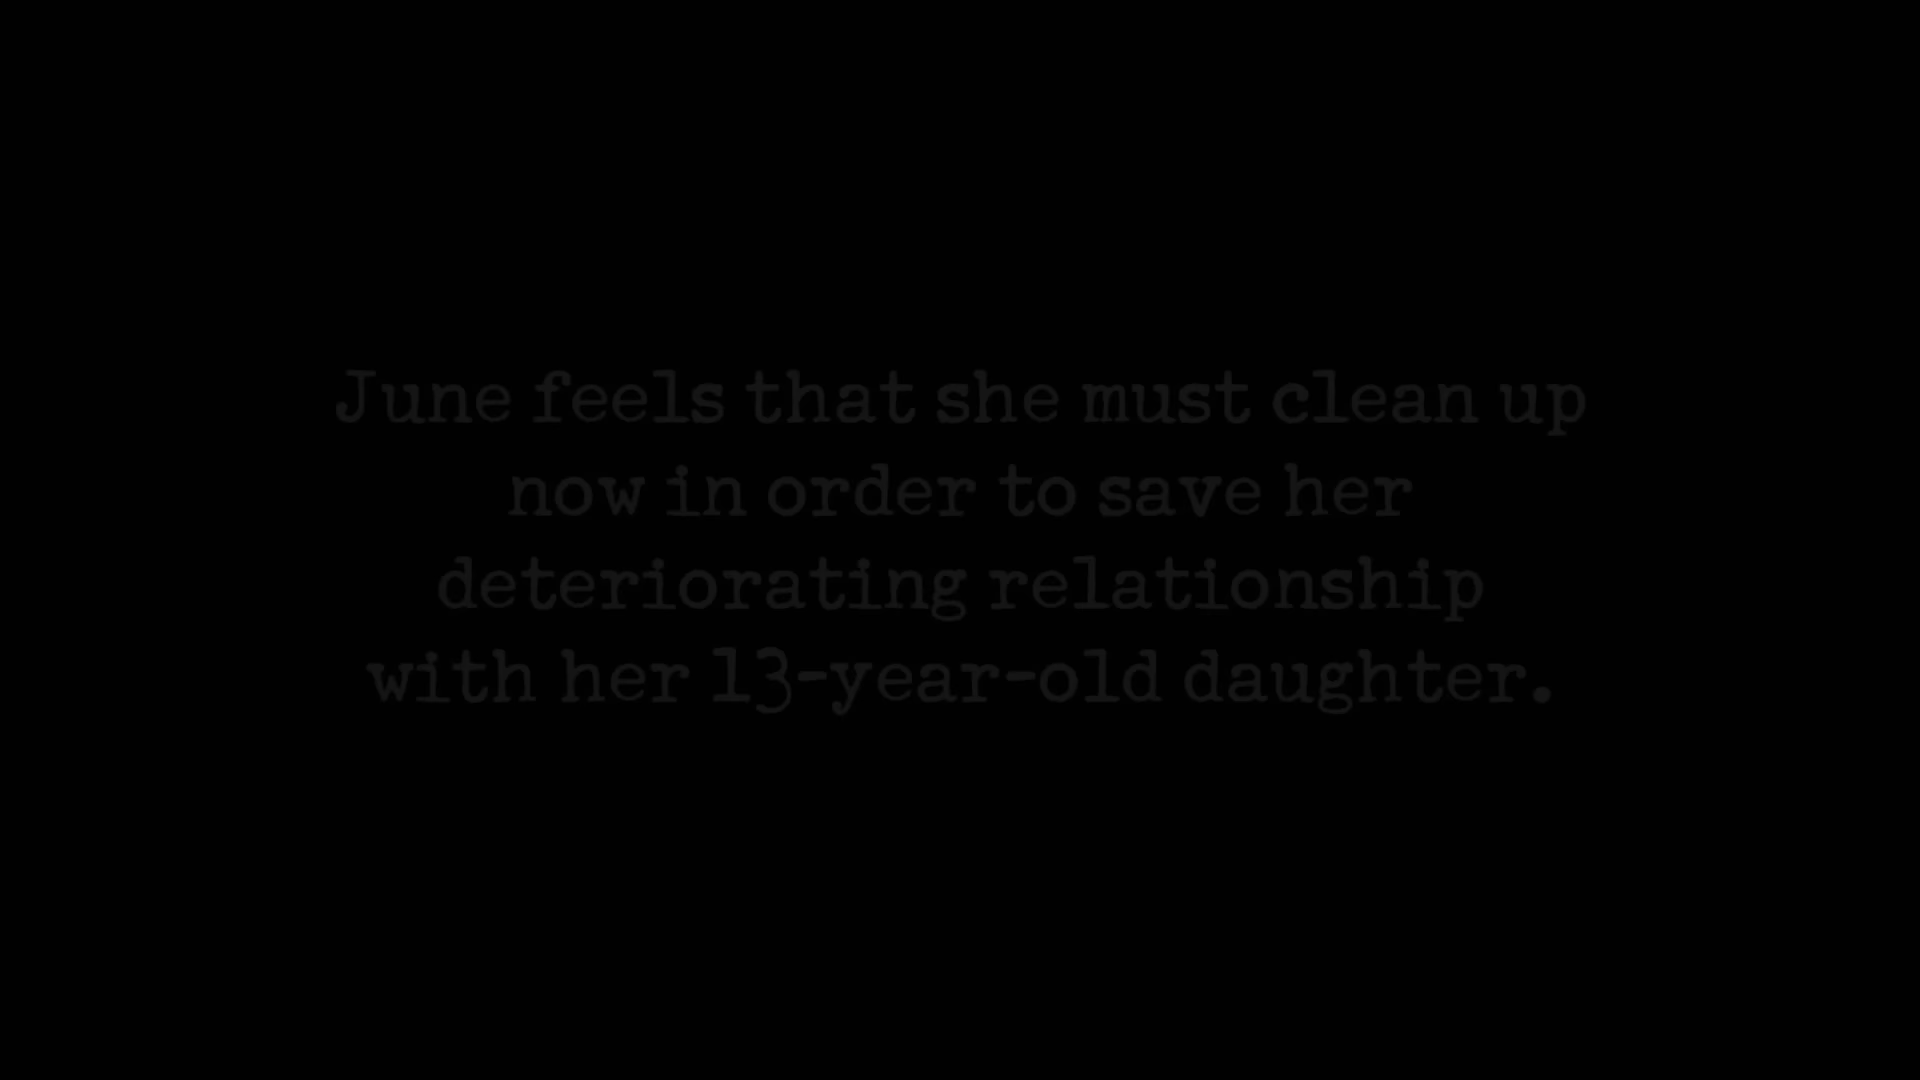 June feels that she must clean up
now in order to save her
deteriorating relationship
with her 13-year-old daughter.